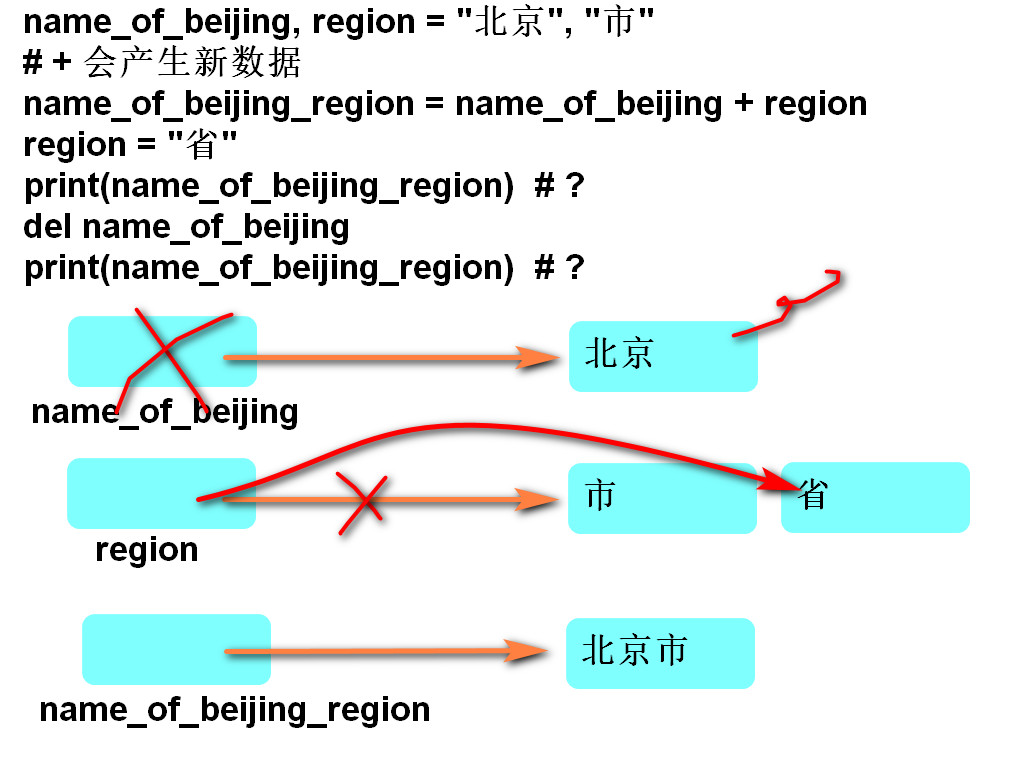 name_of_beijing, region = "北京", "市"
# + 会产生新数据
name_of_beijing_region = name_of_beijing + region
region = "省"
print(name_of_beijing_region)  # ?
del name_of_beijing
print(name_of_beijing_region)  # ?
北京
name_of_beijing
市
省
region
北京市
name_of_beijing_region